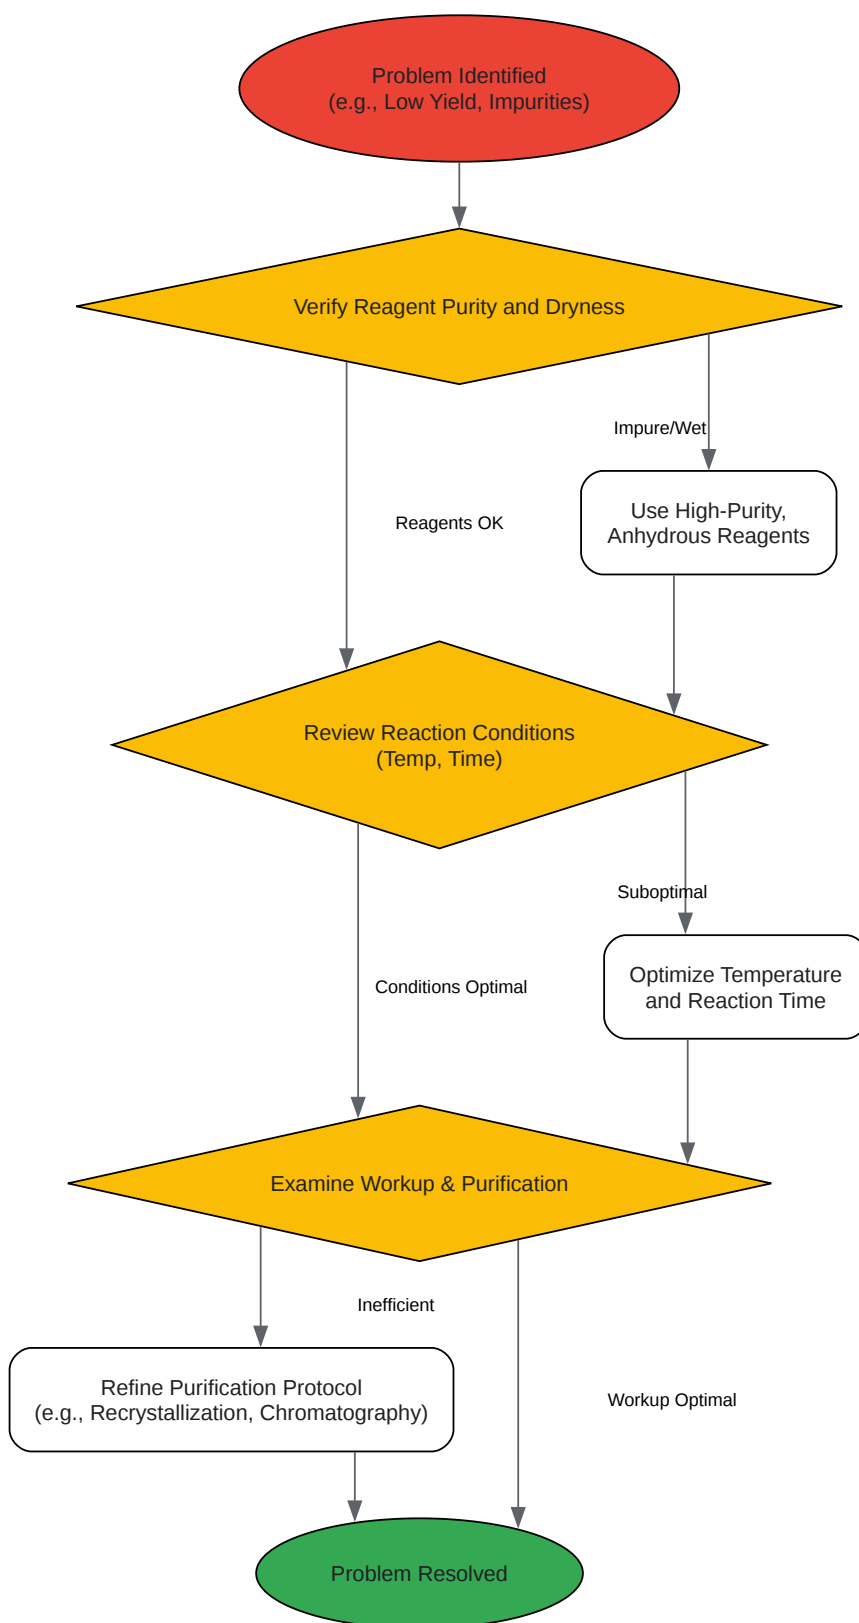 Problem Identified
(e.g., Low Yield, Impurities)
Verify Reagent Purity and Dryness
Impure/Wet
Reagents OK
Use High-Purity,
Anhydrous Reagents
Review Reaction Conditions
(Temp, Time)
Suboptimal
Conditions Optimal
Optimize Temperature
and Reaction Time
Examine Workup & Purification
Inefficient
Refine Purification Protocol
(e.g., Recrystallization, Chromatography)
Workup Optimal
Problem Resolved